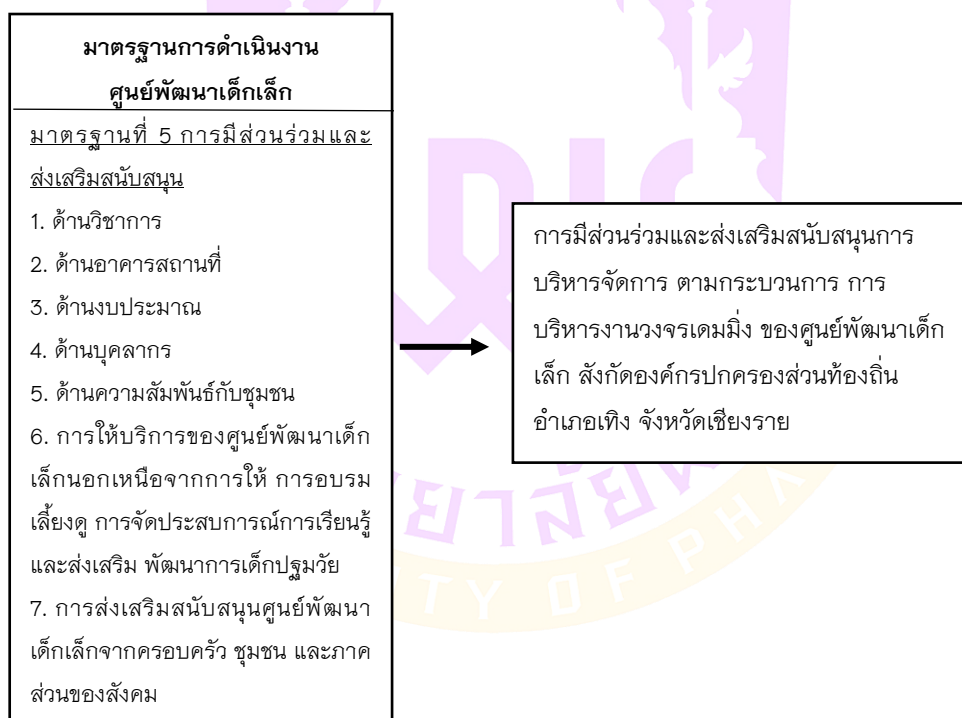 มาตรฐานการดำเนินงาน
ศูนย์พัฒนาเด็กเล็ก
มาตรฐานที่ 5 การมีส่วนร่วมและ
ส่งเสริมสนับสนุน
1. ด้านวิชาการ
2. ด้านอาคารสถานที่
3. ด้านงบประมาณ
4. ด้านบุคลากร
5. ด้านความสัมพันธ์กับชุมชน
6. การให้บริการของศูนย์พัฒนาเด็ก
เล็กนอกเหนือจากการให้ การอบรม
เลี้ยงดู การจัดประสบการณ์การเรียนรู้
และส่งเสริม พัฒนาการเด็กปฐมวัย
7. การส่งเสริมสนับสนุนศูนย์พัฒนา
เด็กเล็กจากครอบครัว ชุมชน และภาค
ส่วนของสังคม
การมีส่วนร่วมและส่งเสริมสนับสนุนการ
บริหารจัดการ ตามกระบวนการ การ
บริหารงานวงจรเดมมิ่ง ของศูนย์พัฒนาเด็ก
เล็ก สังกัดองค์กรปกครองส่วนท้องถิ่น
อำเภอเทิง จังหวัดเชียงราย